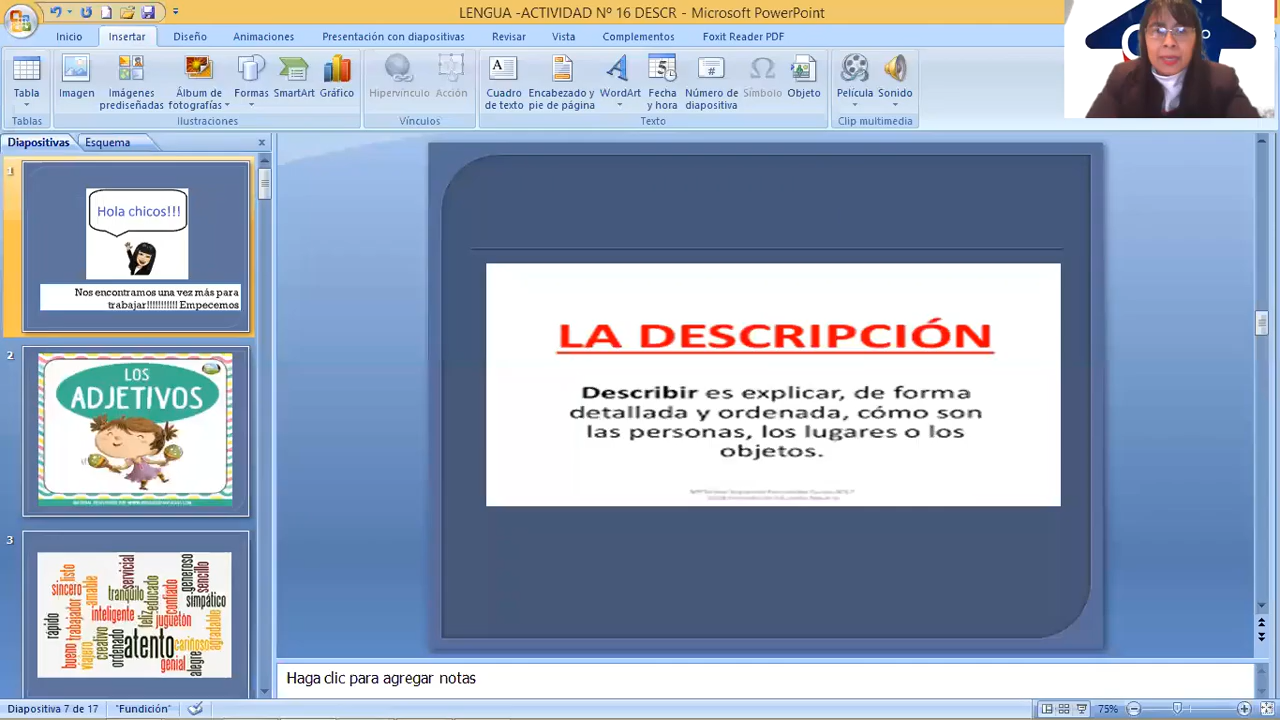 LENGUA -ACTIVIDAD Nº 16 DESCR - Microsoft PowerPoint
Inicio Insertar Diseño Animaciones Presentación con diapositivas Revisar Vista Complementos Foxit Reader PDF
Tabla Imagen Imágenes prediseñadas Álbum de fotografías Formas SmartArt Gráfico Hipervínculo Acción Cuadro de texto Encabezado y pie de página WordArt Fecha y hora Número de diapositiva Símbolo Objeto Película Sonido
Tablas Ilustraciones Vínculos Texto Clip multimedia
Diapositivas Esquema
1
Hola chicos!!!
Nos encontramos una vez más para
trabajar!!!!!!!!!!! Empecemos
2
LOS
ADJETIVOS
3
rápido
bueno
trabajador
sincero
listo
viajero
amable
creativo
inteligente
ordenado
tranquilo
servicial
atento
feliz
educado
juguetón
confiado
genial
cariñoso
generoso
sencillo
simpático
alegre
agradable
LA DESCRIPCIÓN
Describir es explicar, de forma
detallada y ordenada, cómo son
las personas, los lugares o los
objetos.
Haga clic para agregar notas
Diapositiva 7 de 17 "Fundición" 75%